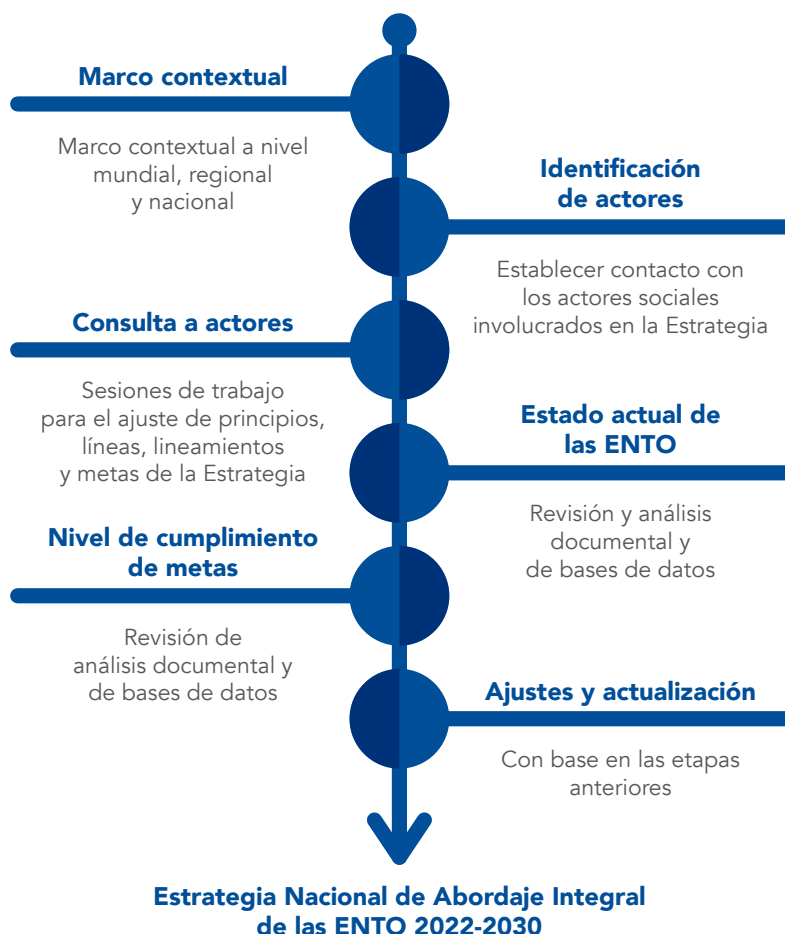 Marco contextual
Marco contextual a nivel
mundial, regional
y nacional
Identificación
de actores
Establecer contacto con
los actores sociales
involucrados en la Estrategia
Consulta a actores
Sesiones de trabajo
para el ajuste de principios,
líneas, lineamientos
y metas de la Estrategia
Estado actual de
las ENTO
Revisión y análisis
documental y
de bases de datos
Nivel de cumplimiento
de metas
Revisión de
análisis documental y
de bases de datos
Ajustes y actualización
Con base en las etapas
anteriores
Estrategia Nacional de Abordaje Integral
de las ENTO 2022-2030